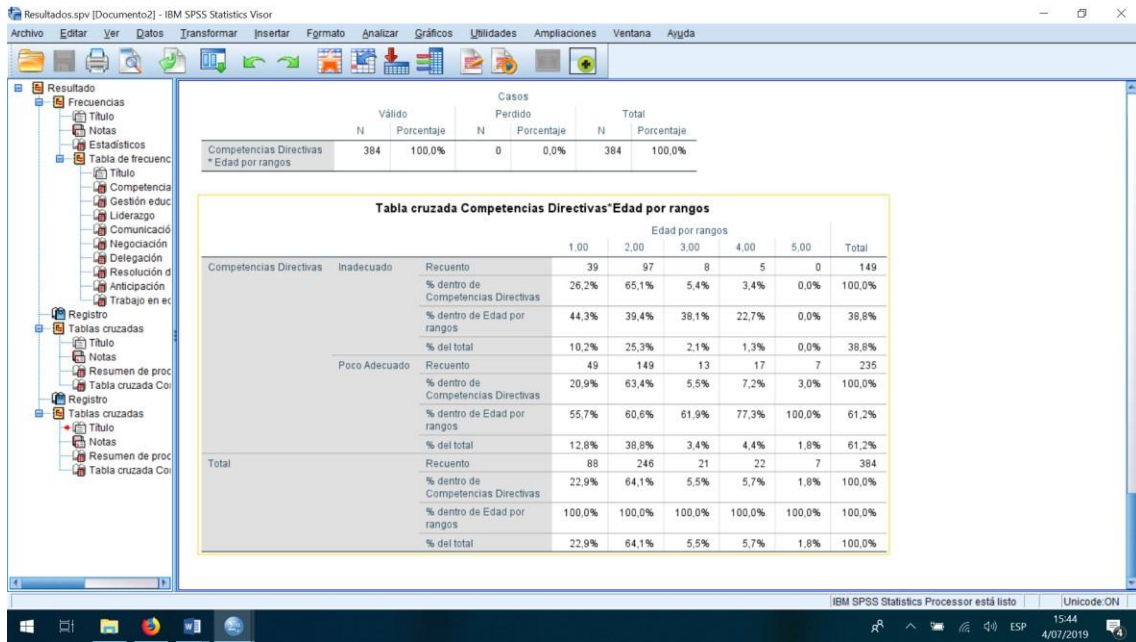 Resultados.spv [Documento2] - IBM SPSS Statistics Visor
Archivo Editar Ver Datos Transformar Insertar Formato Analizar Gráficos Utilidades Ampliaciones Ventana Ayuda
Resultado
Frecuencias
Título
Notas
Estadísticos
Tabla de frecuenc
Título
Competencia
Gestión educ
Liderazgo
Comunicació
Negociación
Delegación
Resolución d
Anticipación
Trabajo en ec
Registro
Tablas cruzadas
Título
Notas
Resumen de proc
Tabla cruzada Co
Registro
Tablas cruzadas
Título
Notas
Resumen de proc
Tabla cruzada Co
Casos
Válido Perdido Total
N Porcentaje N Porcentaje N Porcentaje
Competencias Directivas 384 100,0% 0 0,0% 384 100,0%
* Edad por rangos
Tabla cruzada Competencias Directivas*Edad por rangos
Edad por rangos
1,00 2,00 3,00 4,00 5,00 Total
Competencias Directivas Inadecuado Recuento 39 97 8 5 0 149
% dentro de 26,2% 65,1% 5,4% 3,4% 0,0% 100,0%
Competencias Directivas
% dentro de Edad por 44,3% 39,4% 38,1% 22,7% 0,0% 38,8%
rangos
% del total 10,2% 25,3% 2,1% 1,3% 0,0% 38,8%
Poco Adecuado Recuento 49 149 13 17 7 235
% dentro de 20,9% 63,4% 5,5% 7,2% 3,0% 100,0%
Competencias Directivas
% dentro de Edad por 55,7% 60,6% 61,9% 77,3% 100,0% 61,2%
rangos
% del total 12,8% 38,8% 3,4% 4,4% 1,8% 61,2%
Total Recuento 88 246 21 22 7 384
% dentro de 22,9% 64,1% 5,5% 5,7% 1,8% 100,0%
Competencias Directivas
% dentro de Edad por 100,0% 100,0% 100,0% 100,0% 100,0% 100,0%
rangos
% del total 22,9% 64,1% 5,5% 5,7% 1,8% 100,0%
IBM SPSS Statistics Processor está listo Unicode:ON
ESP 15:44
4/07/2019
4